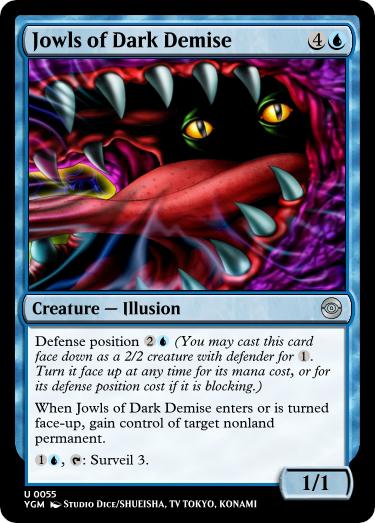 Jowls of Dark Demise 4
Creature — Illusion
Defense position 2 (You may cast this card
face down as a 2/2 creature with defender for 1.
Turn it face up at any time for its mana cost, or for
its defense position cost if it is blocking.)
When Jowls of Dark Demise enters or is turned
face-up, gain control of target nonland
permanent.
1, : Surveil 3.
1/1
U 0055
YGM STUDIO DICE/SHUEISHA, TV TOKYO, KONAMI